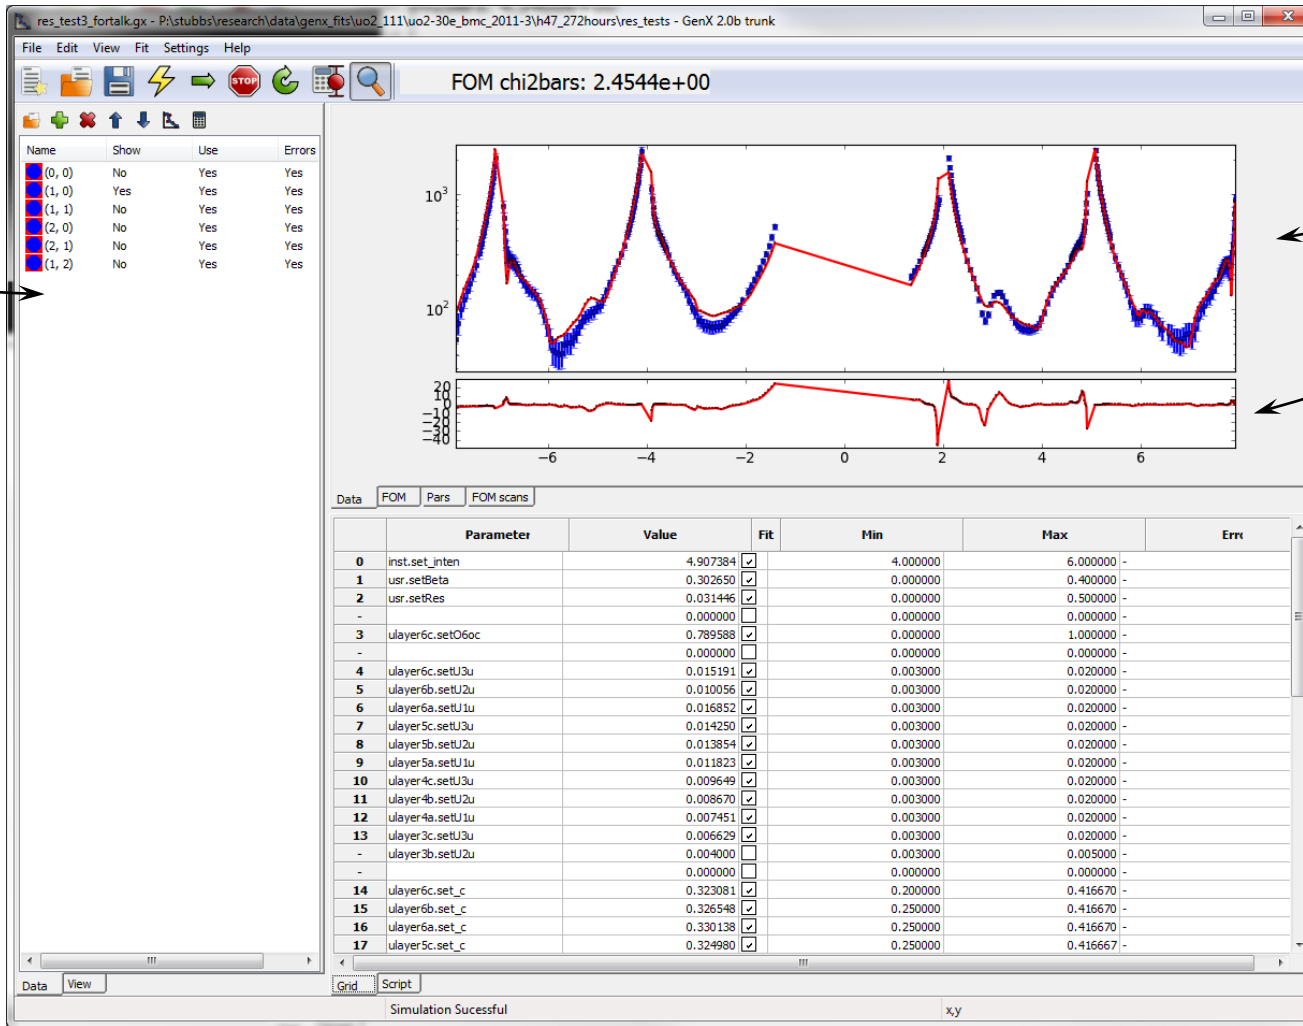 res_test3_fortalk.gx - P:\stubbs\research\data\genx_fits\uo2_111\uo2-30e_bmc_2011-3\h47_272hours\res_tests - GenX 2.0b trunk
File Edit View Fit Settings Help
STOP
FOM chi2bars: 2.4544e+00
Name Show Use Errors
(0, 0) No Yes Yes
(1, 0) Yes Yes Yes
(1, 1) No Yes Yes
(2, 0) No Yes Yes
(2, 1) No Yes Yes
(1, 2) No Yes Yes
10³
10²
20
10
0
−10
−20
−30
−40
−6 −4 −2 0 2 4 6
Data FOM Pars FOM scans
Parameter Value Fit Min Max Erro
0 inst.set_inten 4.907384 4.000000 6.000000 -
1 usr.setBeta 0.302650 0.000000 0.400000 -
2 usr.setRes 0.031446 0.000000 0.500000 -
- 0.000000 0.000000 0.000000 -
3 ulayer6c.setO6oc 0.789588 0.000000 1.000000 -
- 0.000000 0.000000 0.000000 -
4 ulayer6c.setU3u 0.015191 0.003000 0.020000 -
5 ulayer6b.setU2u 0.010056 0.003000 0.020000 -
6 ulayer6a.setU1u 0.016852 0.003000 0.020000 -
7 ulayer5c.setU3u 0.014250 0.003000 0.020000 -
8 ulayer5b.setU2u 0.013854 0.003000 0.020000 -
9 ulayer5a.setU1u 0.011823 0.003000 0.020000 -
10 ulayer4c.setU3u 0.009649 0.003000 0.020000 -
11 ulayer4b.setU2u 0.008670 0.003000 0.020000 -
12 ulayer4a.setU1u 0.007451 0.003000 0.020000 -
13 ulayer3c.setU3u 0.006629 0.003000 0.020000 -
- ulayer3b.setU2u 0.004000 0.003000 0.005000 -
- 0.000000 0.000000 0.000000 -
14 ulayer6c.set_c 0.323081 0.200000 0.416670 -
15 ulayer6b.set_c 0.326548 0.250000 0.416670 -
16 ulayer6a.set_c 0.330138 0.250000 0.416670 -
17 ulayer5c.set_c 0.324980 0.250000 0.416667 -
Data View
Grid Script
Simulation Sucessful x,y